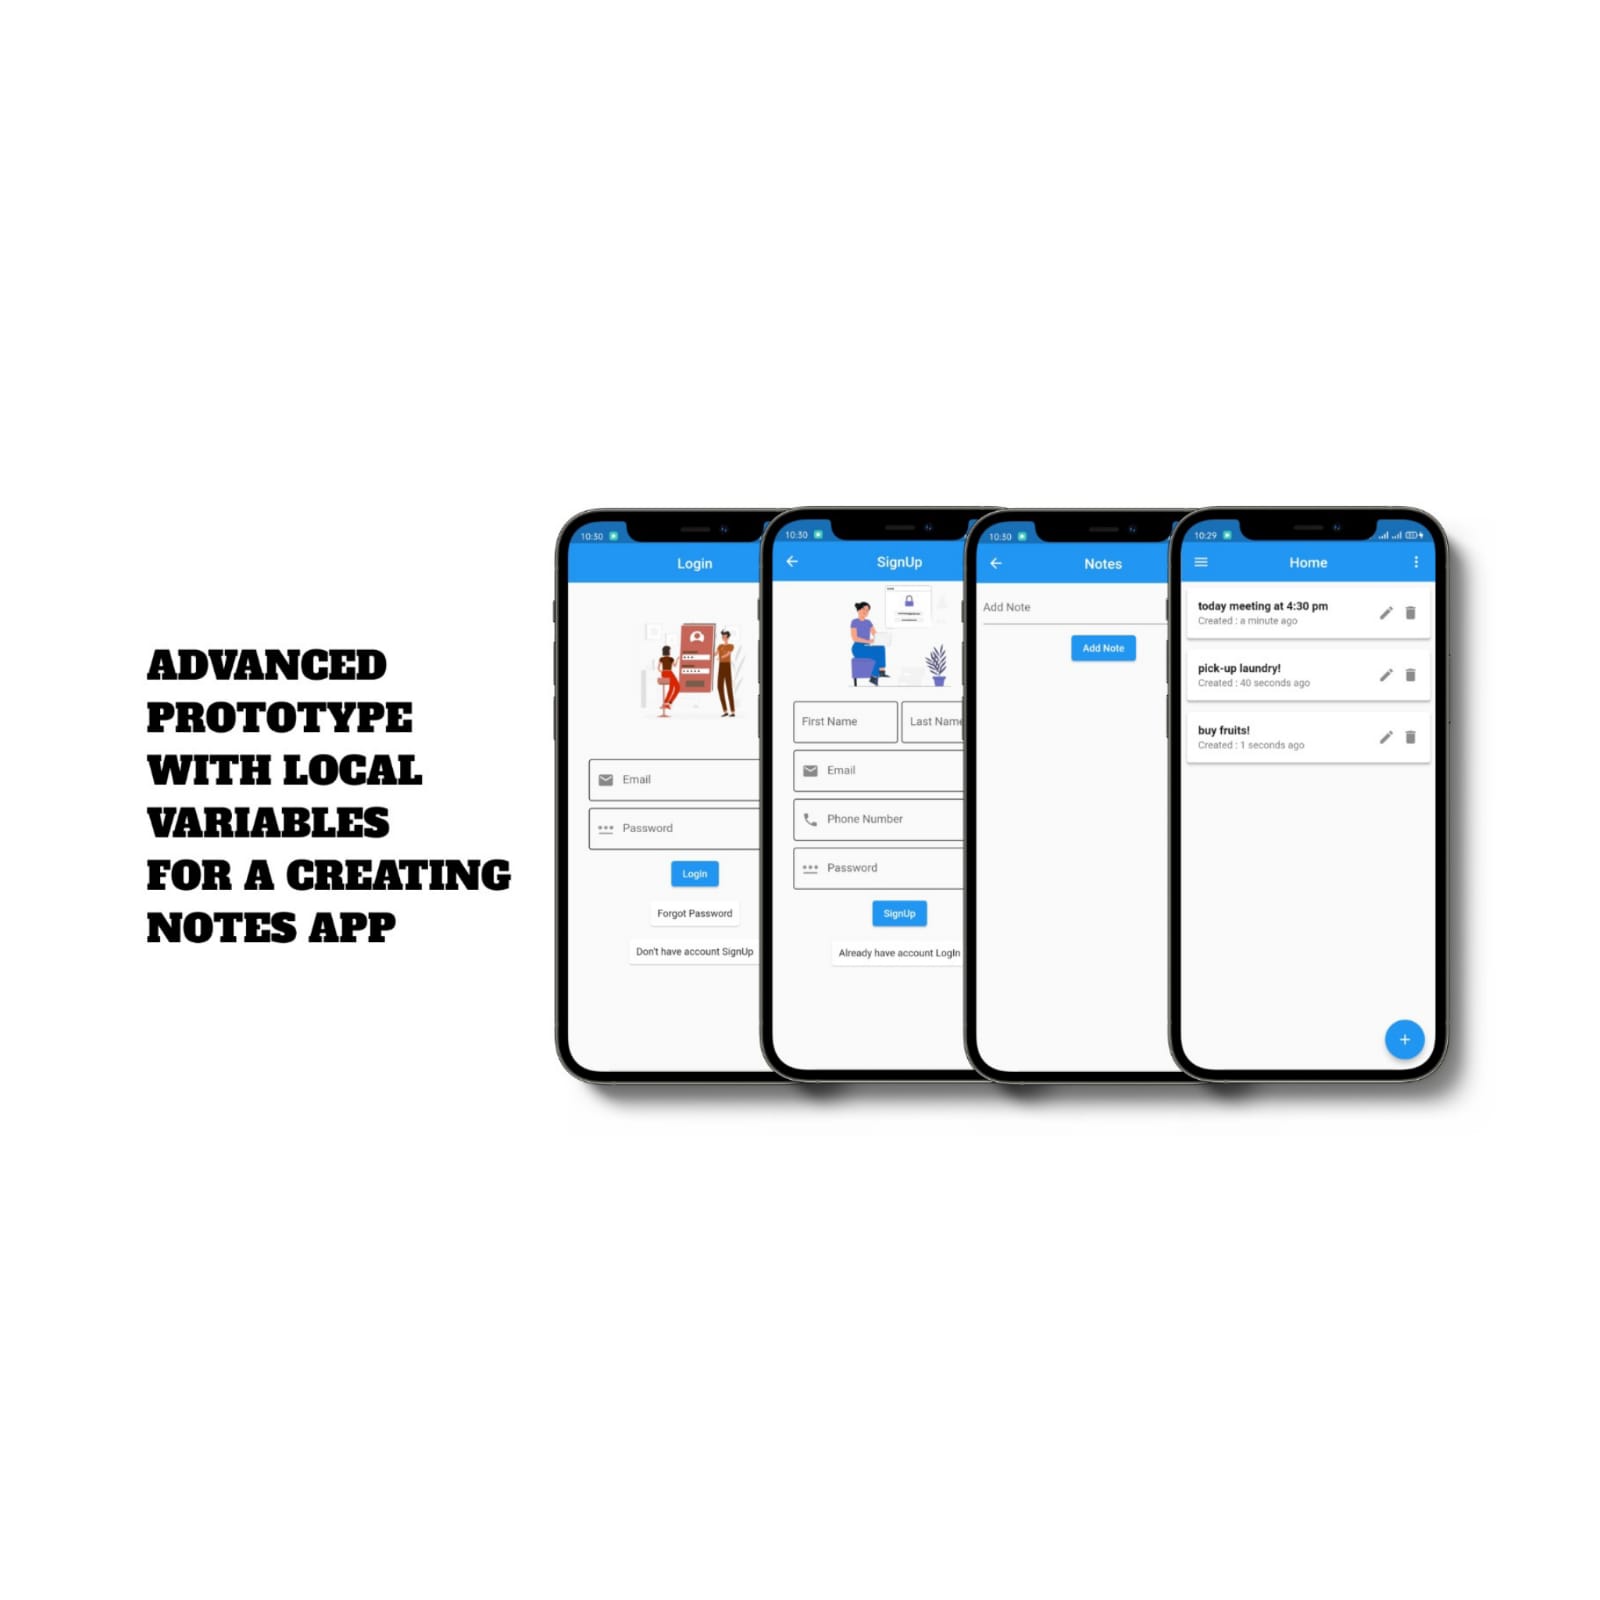 ADVANCED
PROTOTYPE
WITH LOCAL
VARIABLES
FOR A CREATING
NOTES APP
10:30
Login
Email
Password
Login
Forgot Password
Don't have account SignUp
10:30
SignUp
First Name
Last Name
Email
Phone Number
Password
SignUp
Already have account LogIn
10:30
Notes
Add Note
Add Note
10:29
Home
today meeting at 4:30 pm
Created : a minute ago
pick-up laundry!
Created : 40 seconds ago
buy fruits!
Created : 1 seconds ago